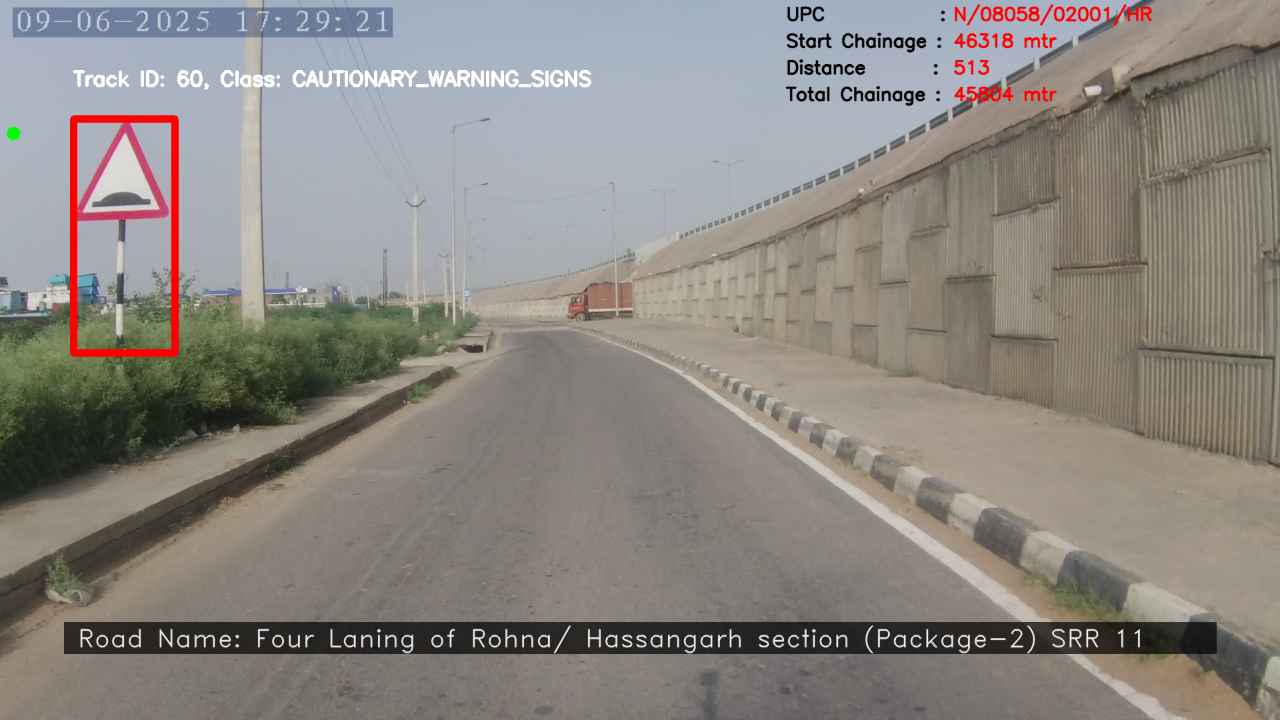 09-06-2025 17:29:21
UPC : N/08058/02001/HR
Start Chainage : 46318 mtr
Distance : 513
Total Chainage : 45804 mtr
Track ID: 60, Class: CAUTIONARY_WARNING_SIGNS
Road Name: Four Laning of Rohna/ Hassangarh section (Package-2) SRR 11